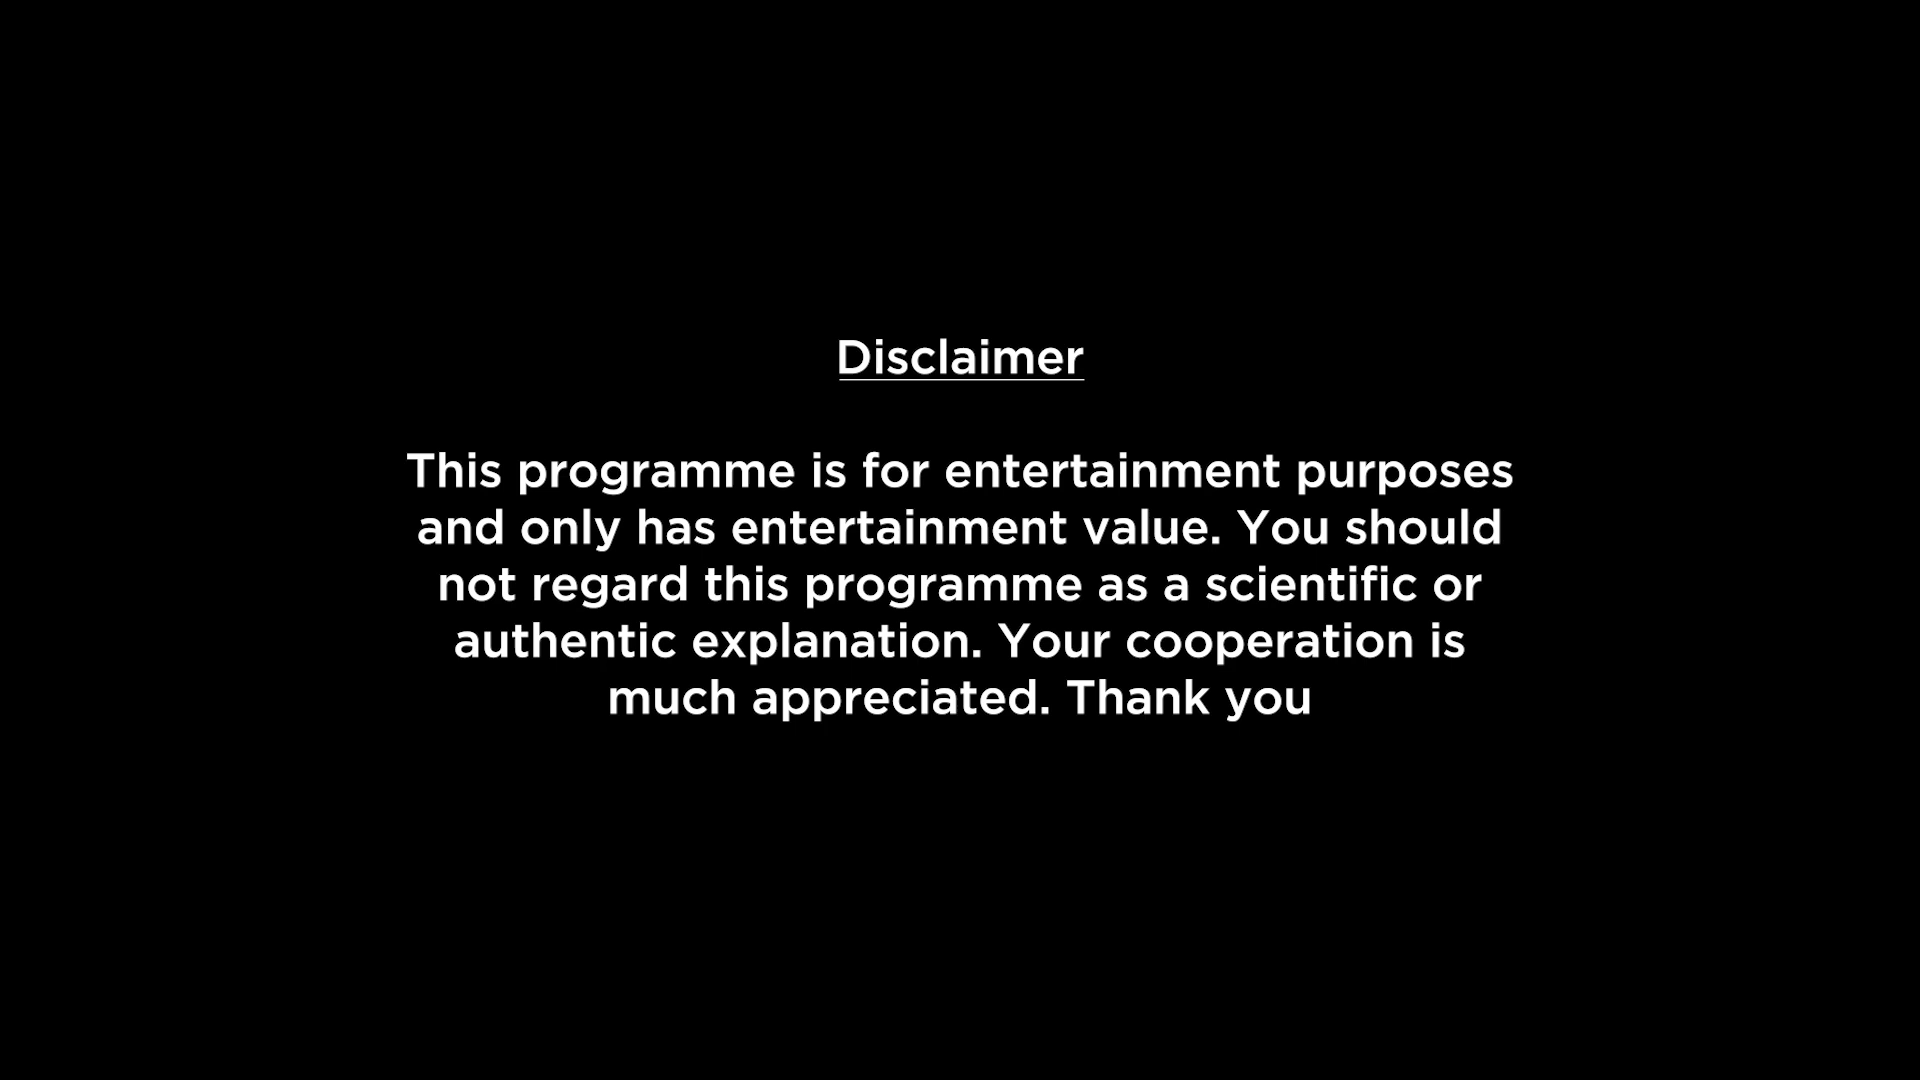 Disclaimer
This programme is for entertainment purposes
and only has entertainment value. You should
not regard this programme as a scientific or
authentic explanation. Your cooperation is
much appreciated. Thank you